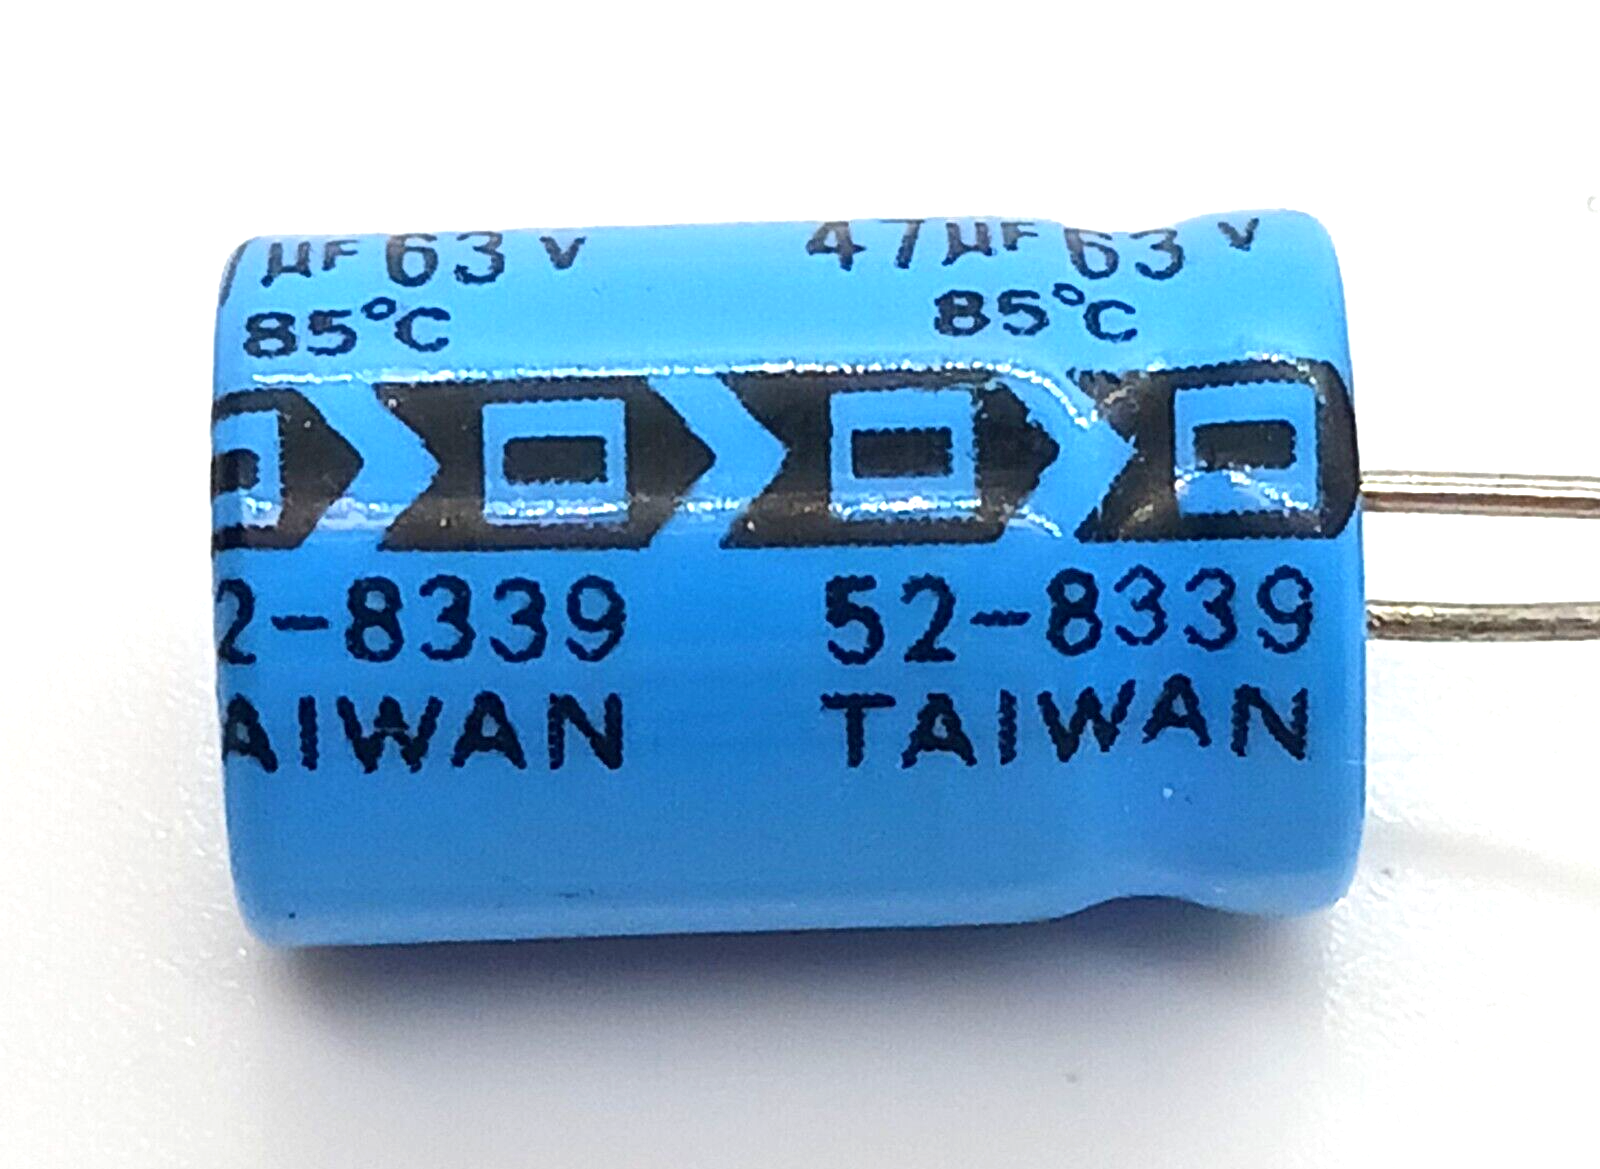 µF 63 V 47µF 63 V
85°C 85°C
2-8339 52-8339
AIWAN TAIWAN